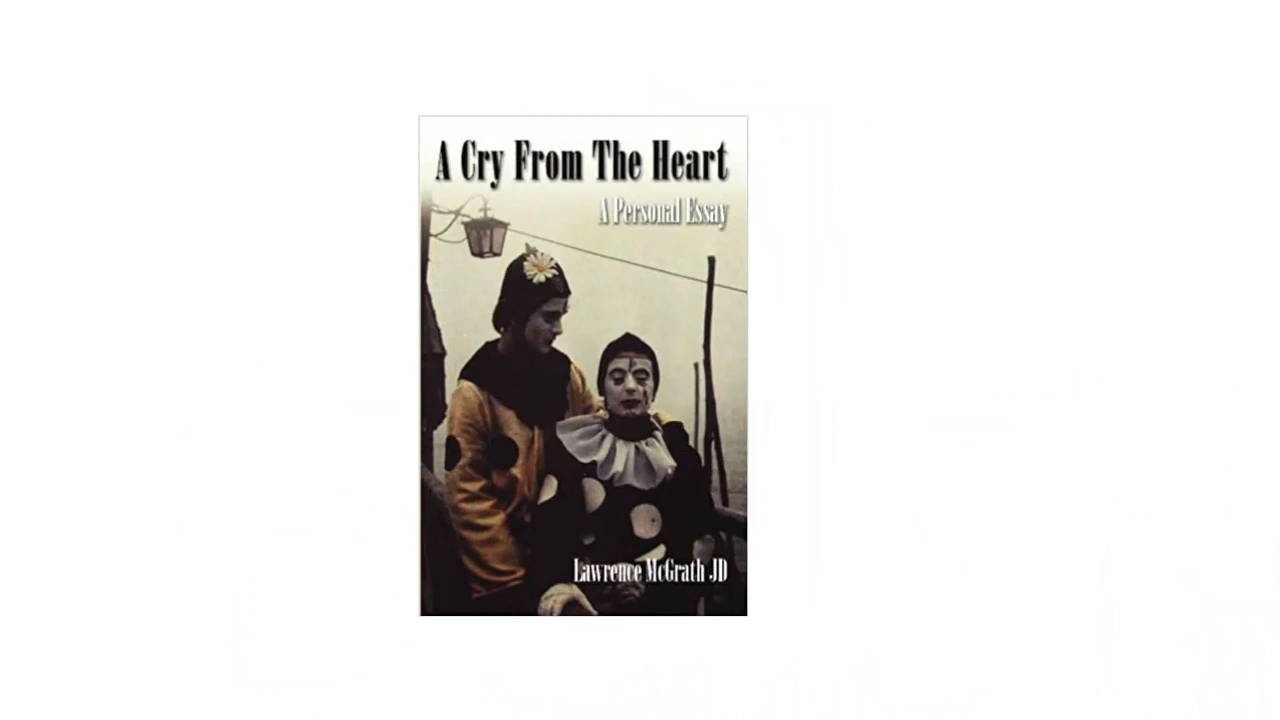 A Cry From The Heart
A Personal Essay
Lawrence McGrath JD